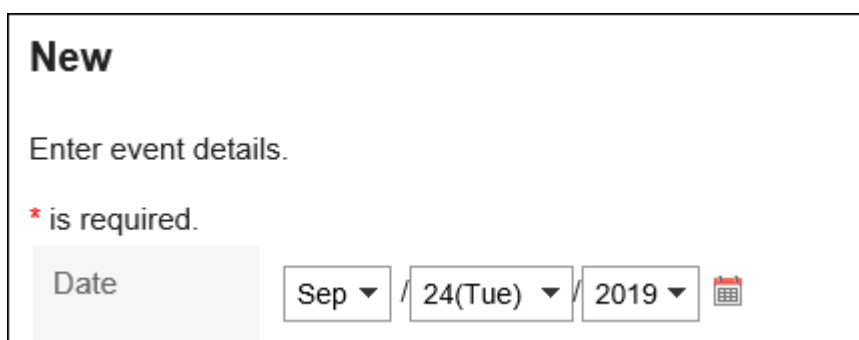 New
Enter event details.
* is required.
Date Sep / 24(Tue) / 2019